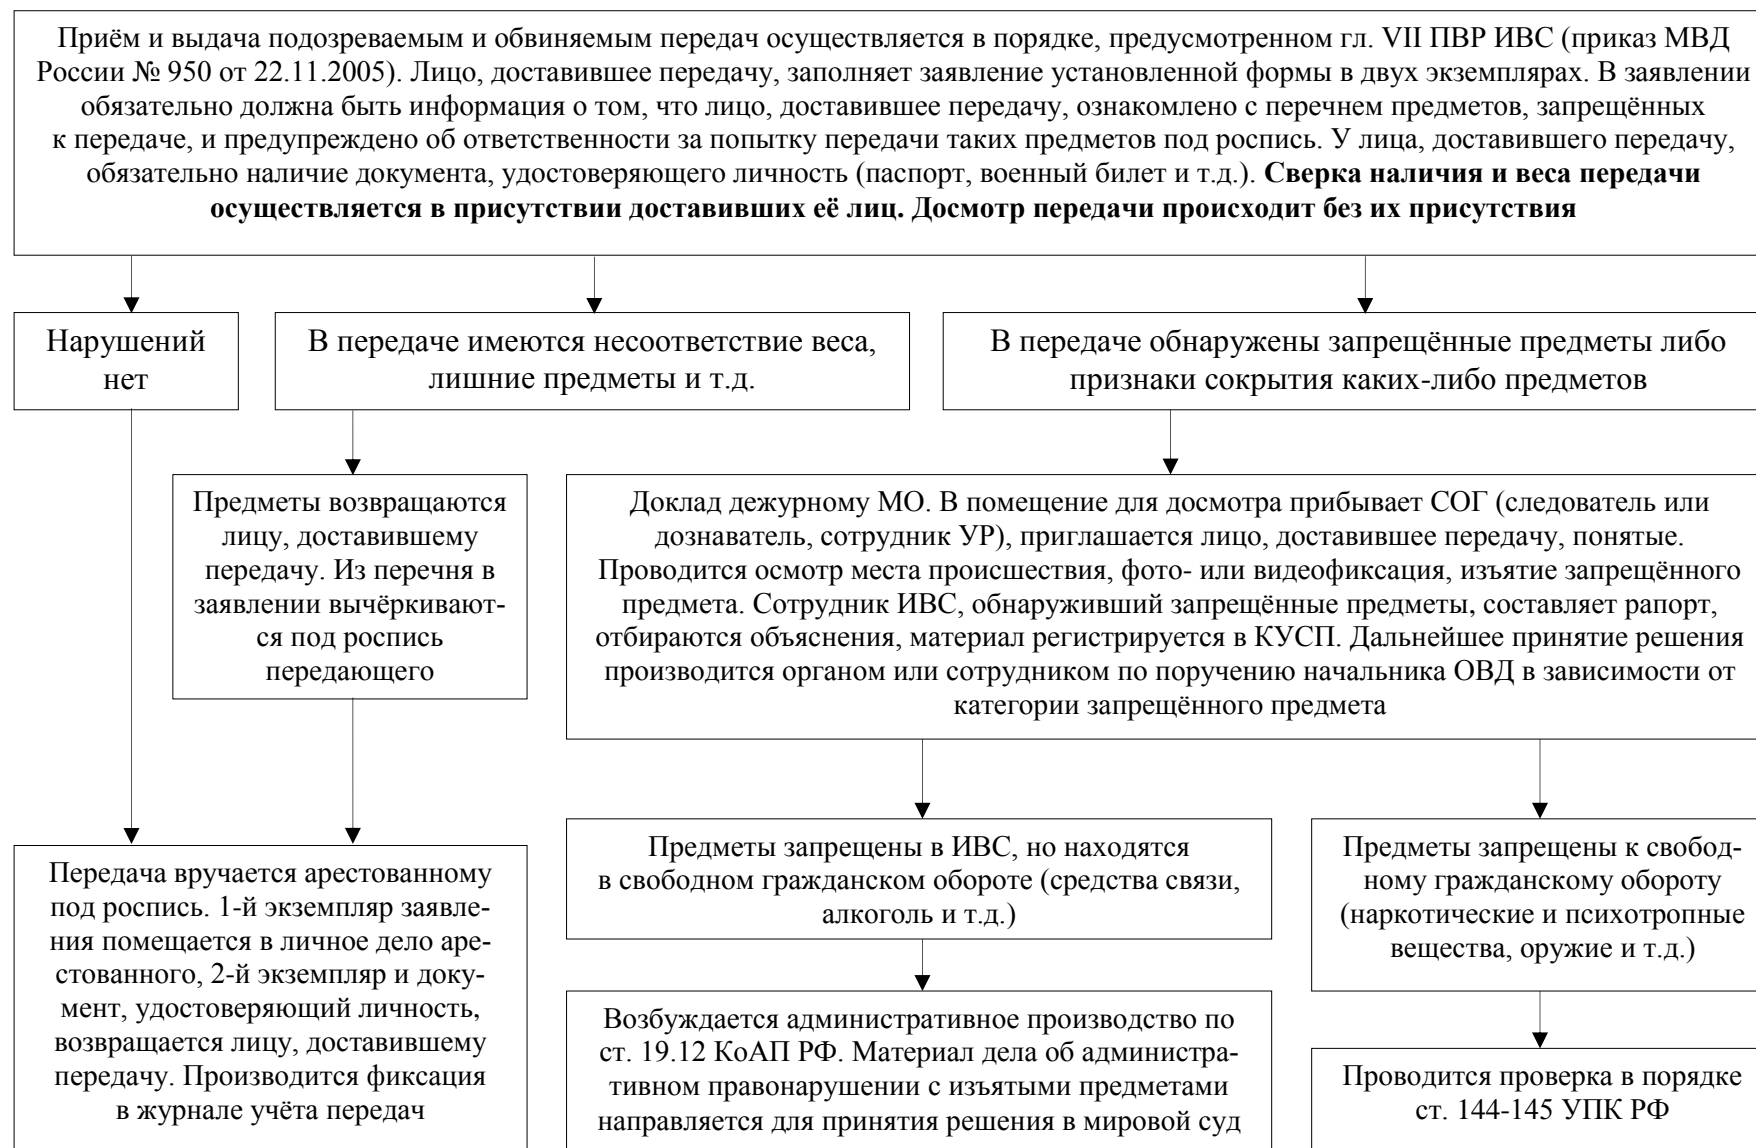 Приём и выдача подозреваемым и обвиняемым передач осуществляется в порядке, предусмотренном гл. VII ПВР ИВС (приказ МВД
России № 950 от 22.11.2005). Лицо, доставившее передачу, заполняет заявление установленной формы в двух экземплярах. В заявлении
обязательно должна быть информация о том, что лицо, доставившее передачу, ознакомлено с перечнем предметов, запрещённых
к передаче, и предупреждено об ответственности за попытку передачи таких предметов под роспись. У лица, доставившего передачу,
обязательно наличие документа, удостоверяющего личность (паспорт, военный билет и т.д.). Сверка наличия и веса передачи
осуществляется в присутствии доставивших её лиц. Досмотр передачи происходит без их присутствия
Нарушений
нет
В передаче имеются несоответствие веса,
лишние предметы и т.д.
В передаче обнаружены запрещённые предметы либо
признаки сокрытия каких-либо предметов
Предметы возвращаются
лицу, доставившему
передачу. Из перечня в
заявлении вычёркивают-
ся под роспись
передающего
Доклад дежурному МО. В помещение для досмотра прибывает СОГ (следователь или
дознаватель, сотрудник УР), приглашается лицо, доставившее передачу, понятые.
Проводится осмотр места происшествия, фото- или видеофиксация, изъятие запрещённого
предмета. Сотрудник ИВС, обнаруживший запрещённые предметы, составляет рапорт,
отбираются объяснения, материал регистрируется в КУСП. Дальнейшее принятие решения
производится органом или сотрудником по поручению начальника ОВД в зависимости от
категории запрещённого предмета
Передача вручается арестованному
под роспись. 1-й экземпляр заявле-
ния помещается в личное дело аре-
стованного, 2-й экземпляр и доку-
мент, удостоверяющий личность,
возвращается лицу, доставившему
передачу. Производится фиксация
в журнале учёта передач
Предметы запрещены в ИВС, но находятся
в свободном гражданском обороте (средства связи,
алкоголь и т.д.)
Предметы запрещены к свобод-
ному гражданскому обороту
(наркотические и психотропные
вещества, оружие и т.д.)
Возбуждается административное производство по
ст. 19.12 КоАП РФ. Материал дела об администра-
тивном правонарушении с изъятыми предметами
направляется для принятия решения в мировой суд
Проводится проверка в порядке
ст. 144-145 УПК РФ